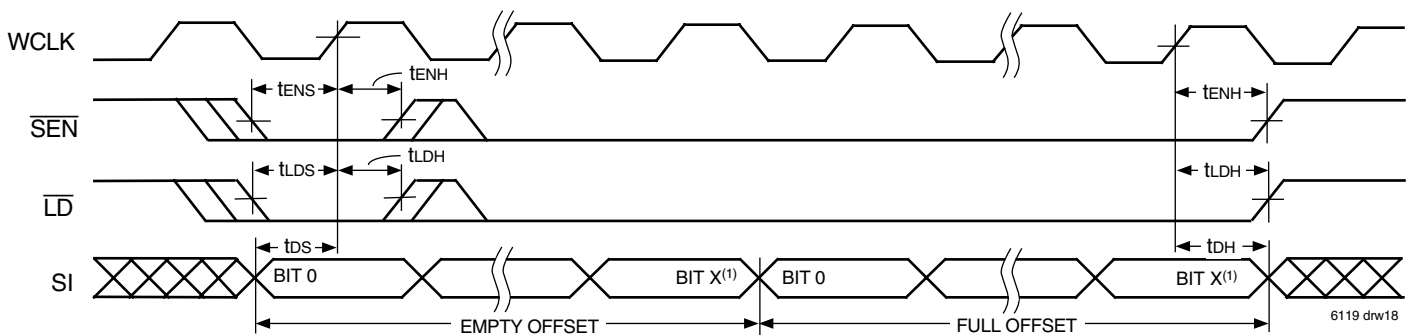 WCLK
tENS
tENH
tENH
SEN
tLDS
tLDH
tLDH
LD
tDS
tDH
SI
BIT 0
BIT X(1)
BIT 0
BIT X(1)
EMPTY OFFSET
FULL OFFSET
6119 drw18